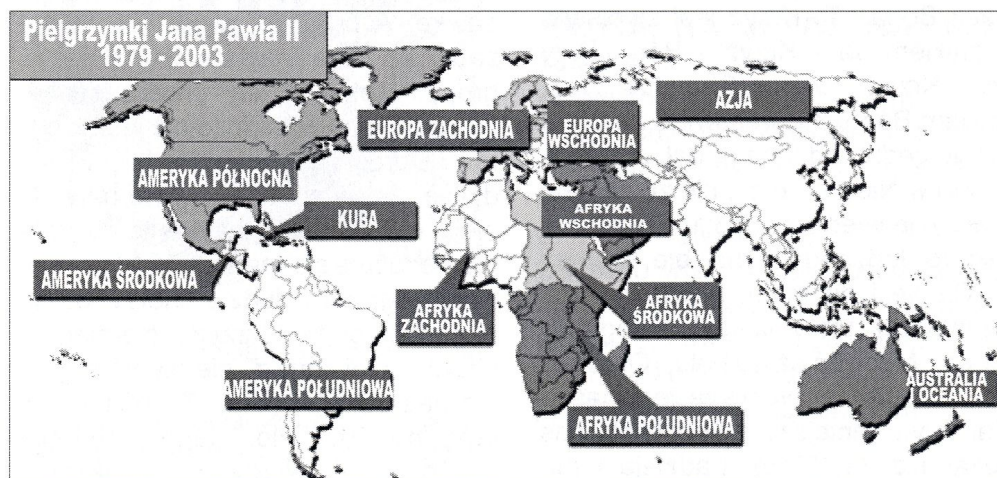 Pielgrzymki Jana Pawła II
1979 - 2003
AZJA
EUROPA ZACHODNIA
EUROPA
WSCHODNIA
AMERYKA PÓŁNOCNA
KUBA
AFRYKA
WSCHODNIA
AMERYKA ŚRODKOWA
AFRYKA
ZACHODNIA
AFRYKA
ŚRODKOWA
AMERYKA POŁUDNIOWA
AUSTRALIA
I OCEANIA
AFRYKA POŁUDNIOWA